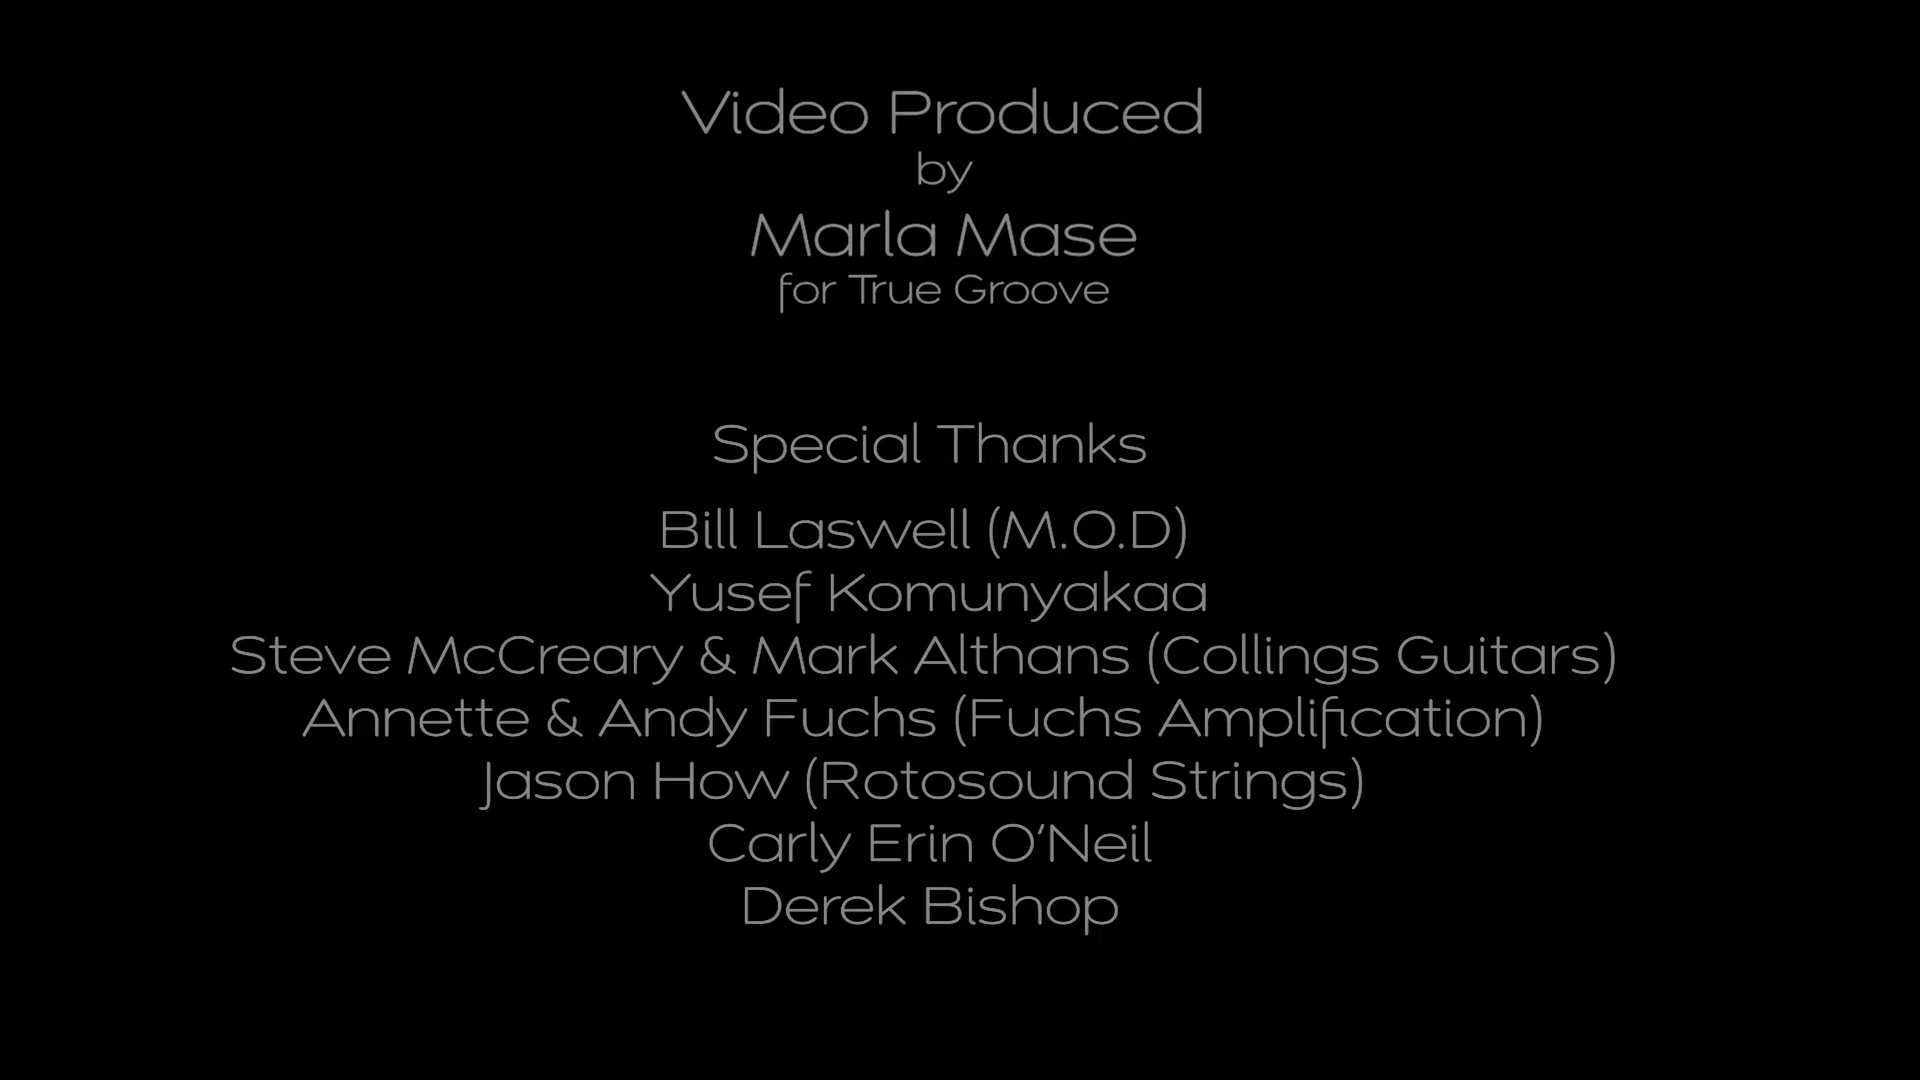 Video Produced
by
Marla Mase
for True Groove
Special Thanks
Bill Laswell (M.O.D)
Yusef Komunyakaa
Steve McCreary & Mark Althans (Collings Guitars)
Annette & Andy Fuchs (Fuchs Amplification)
Jason How (Rotosound Strings)
Carly Erin O'Neil
Derek Bishop